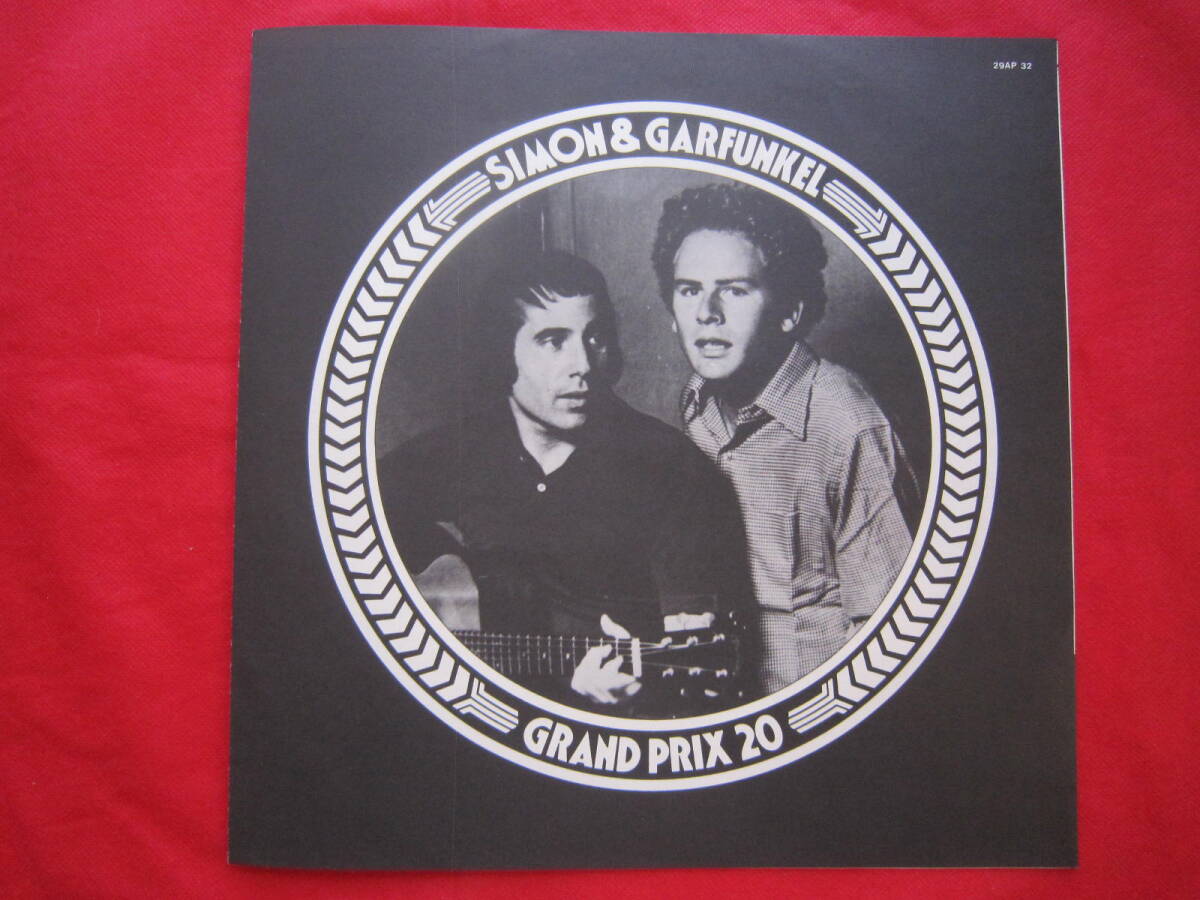 29AP 32
SIMON & GARFUNKEL
GRAND PRIX 20